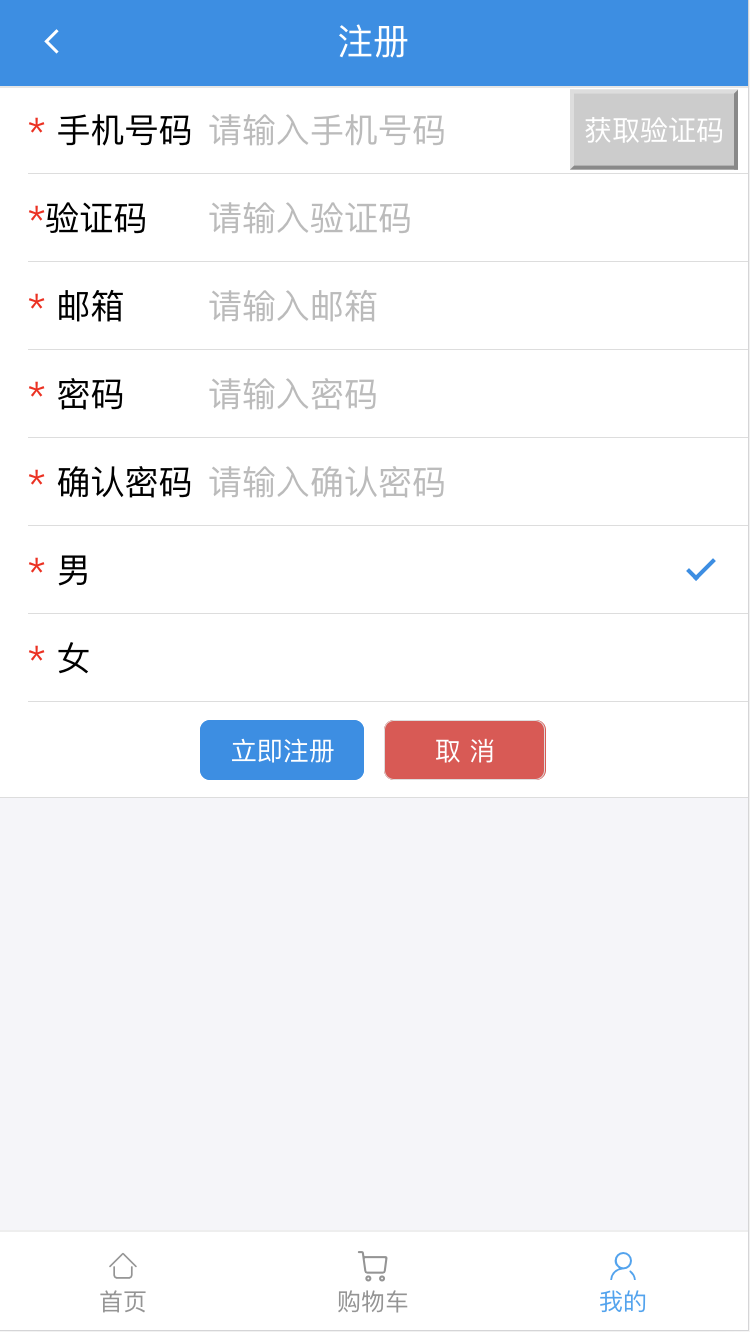 注册
* 手机号码 请输入手机号码 获取验证码
*验证码 请输入验证码
* 邮箱 请输入邮箱
* 密码 请输入密码
* 确认密码 请输入确认密码
* 男
* 女
立即注册 取 消
首页 购物车 我的